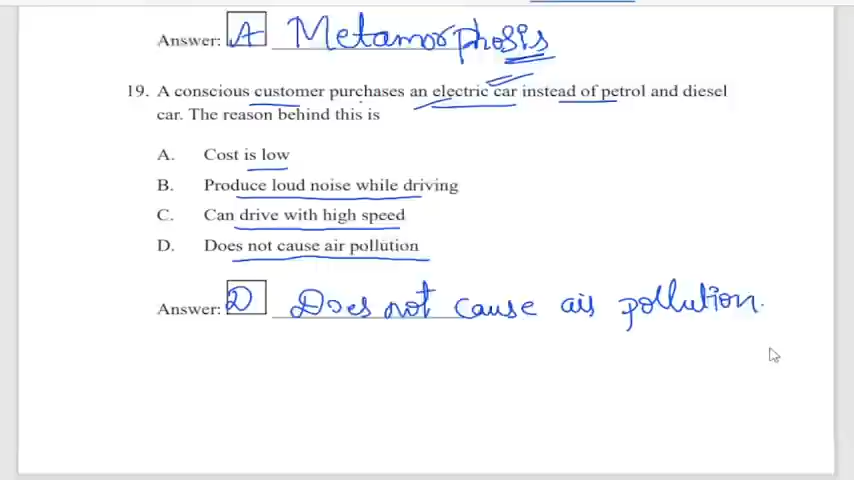 Answer: A Metamorphosis
19. A conscious customer purchases an electric car instead of petrol and diesel
car. The reason behind this is
A. Cost is low
B. Produce loud noise while driving
C. Can drive with high speed
D. Does not cause air pollution
Answer: D Does not cause air pollution.